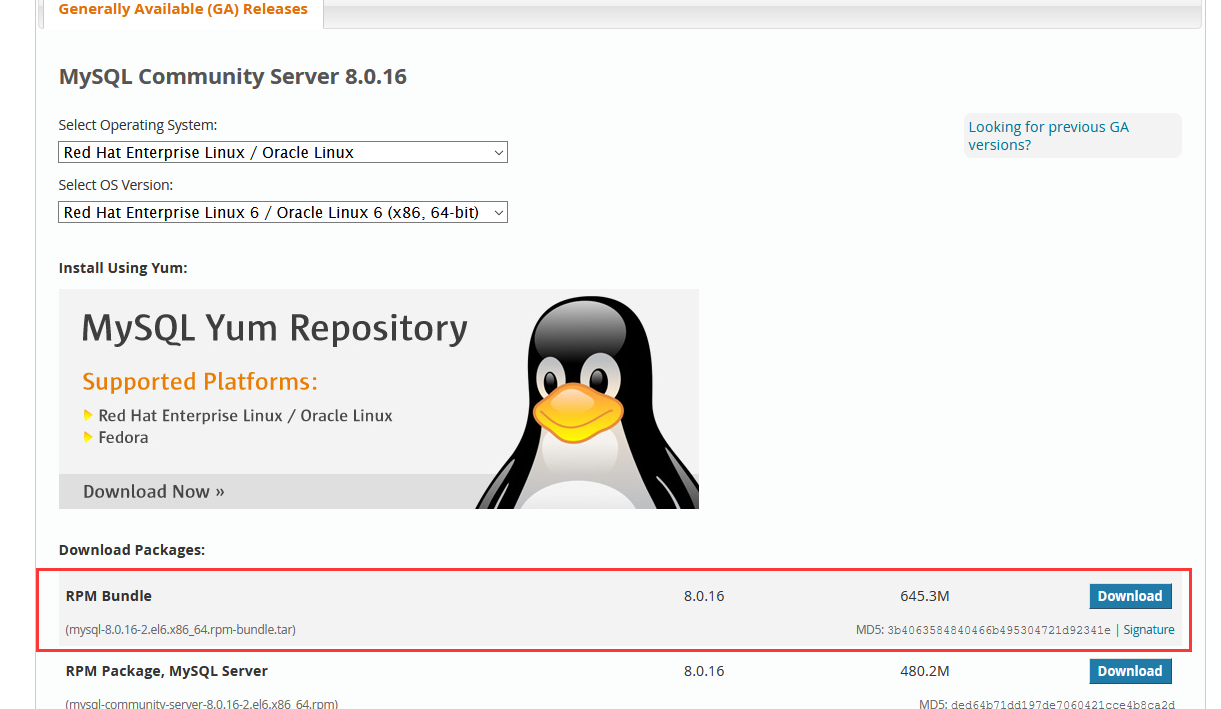 Generally Available (GA) Releases
MySQL Community Server 8.0.16
Select Operating System:
Looking for previous GA
versions?
Red Hat Enterprise Linux / Oracle Linux
Select OS Version:
Red Hat Enterprise Linux 6 / Oracle Linux 6 (x86, 64-bit)
Install Using Yum:
MySQL Yum Repository
Supported Platforms:
Red Hat Enterprise Linux / Oracle Linux
Fedora
Download Now »
Download Packages:
RPM Bundle 8.0.16 645.3M Download
(mysql-8.0.16-2.el6.x86_64.rpm-bundle.tar) MD5: 3b4063584840466b495304721d92341e | Signature
RPM Package, MySQL Server 8.0.16 480.2M Download
(mysql-community-server-8.0.16-2.el6.x86_64.rpm) MD5: ded64b71dd197de7060421cce4b8ca2d